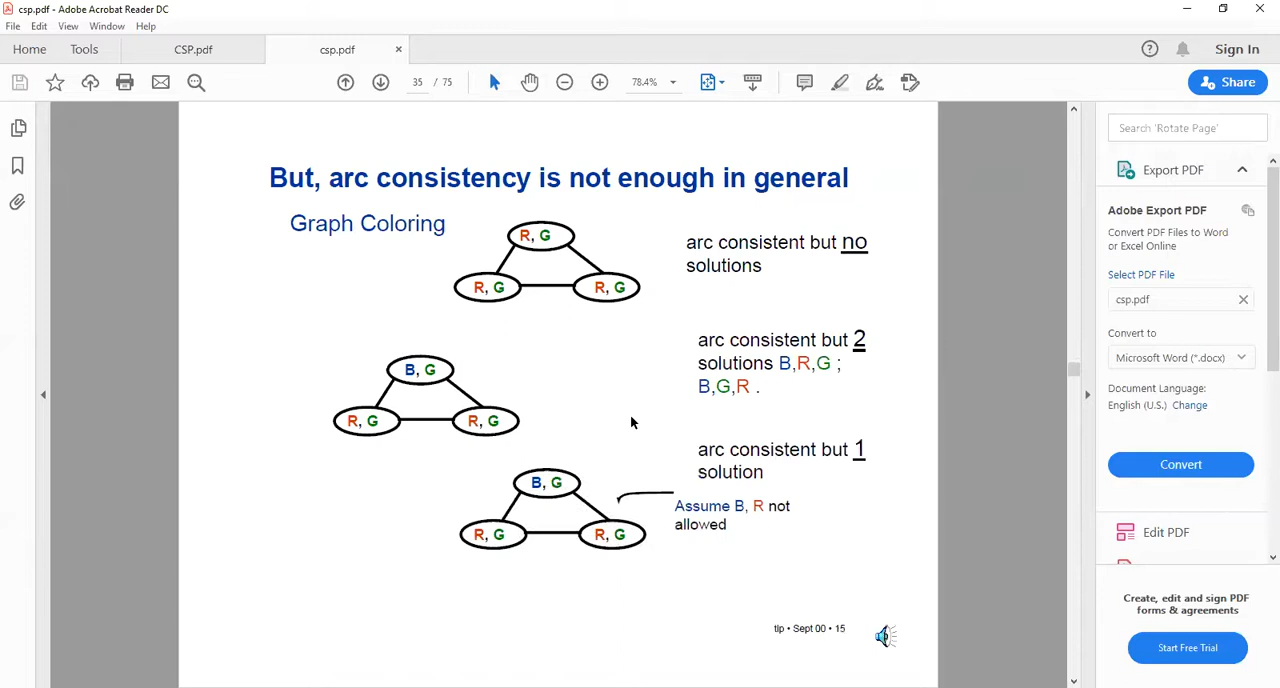 csp.pdf - Adobe Acrobat Reader DC
File Edit View Window Help
Home Tools CSP.pdf csp.pdf × Sign In
35 / 75 78.4% Share
But, arc consistency is not enough in general
Graph Coloring
R, G
R, G R, G
arc consistent but no
solutions
B, G
R, G R, G
arc consistent but 2
solutions B,R,G ;
B,G,R .
arc consistent but 1
solution
B, G
R, G R, G
Assume B, R not
allowed
tlp • Sept 00 • 15
Search 'Rotate Page'
Export PDF
Adobe Export PDF
Convert PDF Files to Word
or Excel Online
Select PDF File
csp.pdf
Convert to
Microsoft Word (*.docx)
Document Language:
English (U.S.) Change
Convert
Edit PDF
Create, edit and sign PDF
forms & agreements
Start Free Trial